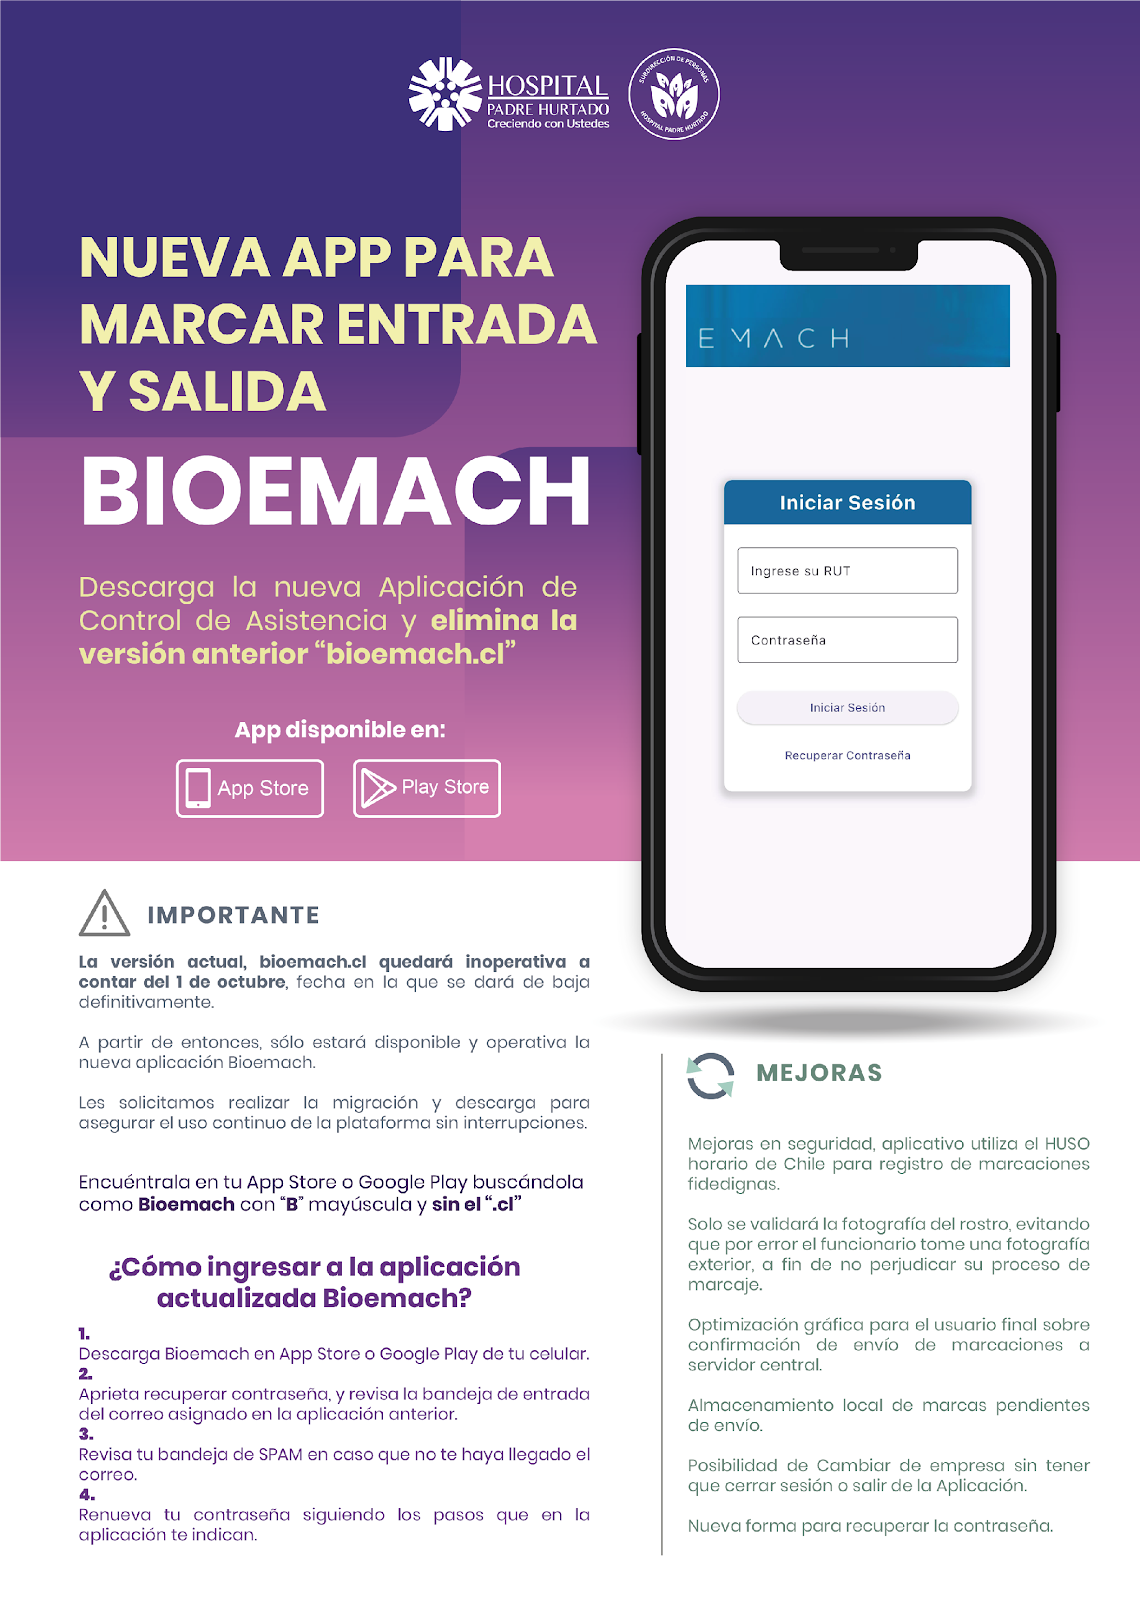 HOSPITAL
PADRE HURTADO
Creciendo con Ustedes
SUBDIRECCIÓN DE PERSONAS
HOSPITAL PADRE HURTADO
NUEVA APP PARA
MARCAR ENTRADA
Y SALIDA
BIOEMACH
Descarga la nueva Aplicación de
Control de Asistencia y elimina la
versión anterior “bioemach.cl”
App disponible en:
App Store
Play Store
EMACH
Iniciar Sesión
Ingrese su RUT
Contraseña
Iniciar Sesión
Recuperar Contraseña
IMPORTANTE
La versión actual, bioemach.cl quedará inoperativa a
contar del 1 de octubre, fecha en la que se dará de baja
definitivamente.
A partir de entonces, sólo estará disponible y operativa la
nueva aplicación Bioemach.
Les solicitamos realizar la migración y descarga para
asegurar el uso continuo de la plataforma sin interrupciones.
Encuéntrala en tu App Store o Google Play buscándola
como Bioemach con “B” mayúscula y sin el “.cl”
¿Cómo ingresar a la aplicación
actualizada Bioemach?
1.
Descarga Bioemach en App Store o Google Play de tu celular.
2.
Aprieta recuperar contraseña, y revisa la bandeja de entrada
del correo asignado en la aplicación anterior.
3.
Revisa tu bandeja de SPAM en caso que no te haya llegado el
correo.
4.
Renueva tu contraseña siguiendo los pasos que en la
aplicación te indican.
MEJORAS
Mejoras en seguridad, aplicativo utiliza el HUSO
horario de Chile para registro de marcaciones
fidedignas.
Solo se validará la fotografía del rostro, evitando
que por error el funcionario tome una fotografía
exterior, a fin de no perjudicar su proceso de
marcaje.
Optimización gráfica para el usuario final sobre
confirmación de envío de marcaciones a
servidor central.
Almacenamiento local de marcas pendientes
de envío.
Posibilidad de Cambiar de empresa sin tener
que cerrar sesión o salir de la Aplicación.
Nueva forma para recuperar la contraseña.